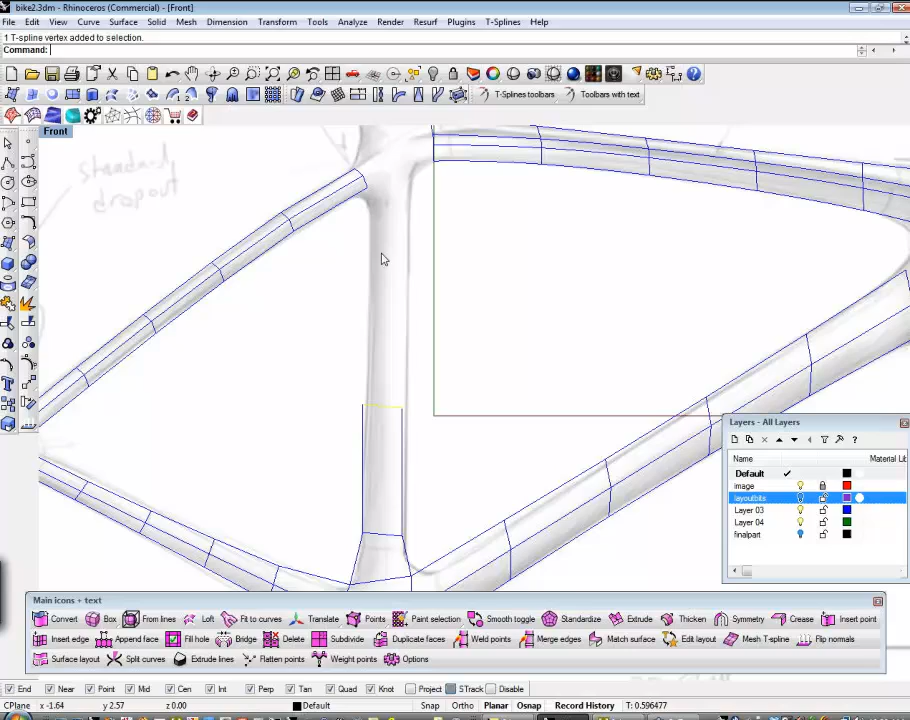 bike2.3dm - Rhinoceros (Commercial) - [Front]
File Edit View Curve Surface Solid Mesh Dimension Transform Tools Analyze Render Resurf Plugins T-Splines Help
1 T-spline vertex added to selection.
Command:
T-Splines toolbars Toolbars with text
Front
standard
dropout
Layers - All Layers
Name Material Lib
Default
image
layoutbits
Layer 03
Layer 04
finalpart
Main icons + text
Convert Box From lines Loft Fit to curves Translate Points Paint selection Smooth toggle Standardize Extrude Thicken Symmetry Crease Insert point
Insert edge Append face Fill hole Bridge Delete Subdivide Duplicate faces Weld points Merge edges Match surface Edit layout Mesh T-spline Flip normals
Surface layout Split curves Extrude lines Flatten points Weight points Options
End Near Point Mid Cen Int Perp Tan Quad Knot Project STrack Disable
CPlane x -1.64 y 2.57 z 0.00 Default Snap Ortho Planar Osnap Record History T: 0.596477